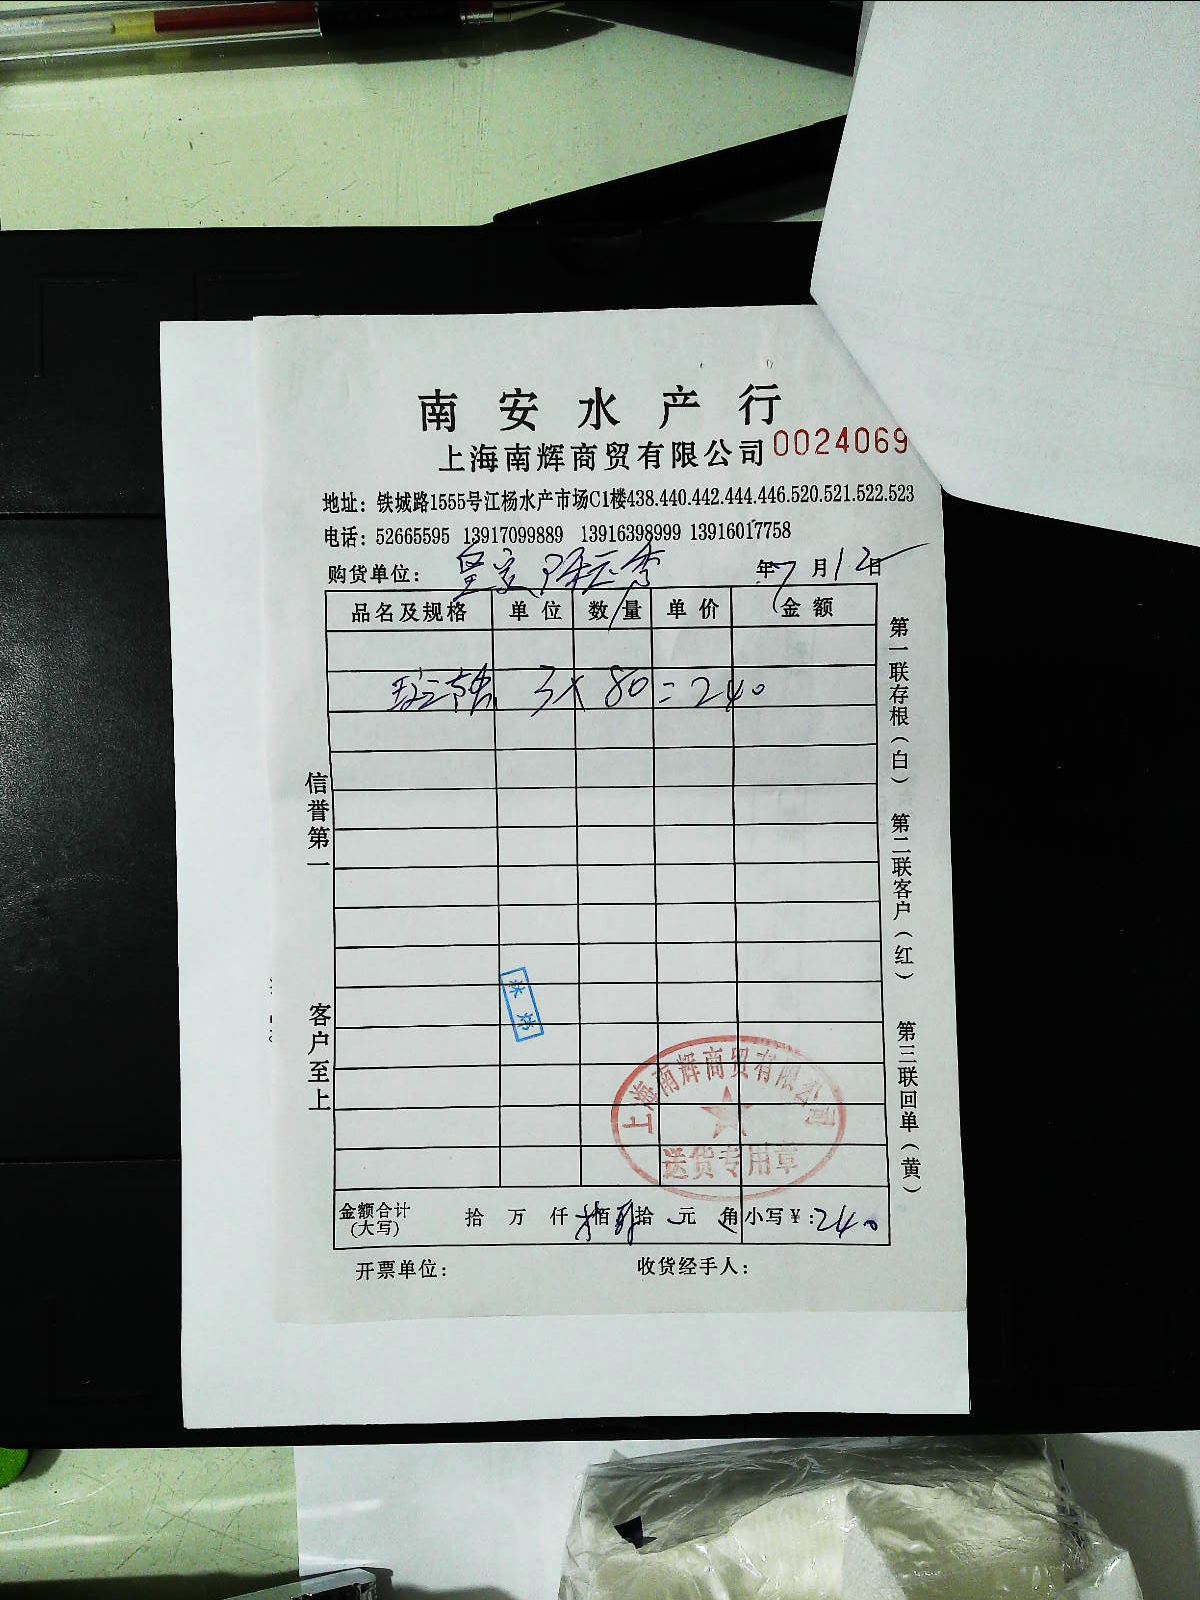 南安水产行
上海南辉商贸有限公司 0024069
地址：铁城路1555号江杨水产市场C1楼438.440.442.444.446.520.521.522.523
电话：52665595 13917099889 13916398999 13916017758
购货单位： 年 7 月 12 日
品名及规格 单位 数量 单价 金额
3 × 80 = 240
信誉第一
客户至上
第一联存根（白）
第二联客户（红）
第三联回单（黄）
上海南辉商贸有限公司
送货专用章
金额合计 拾 万 仟 佰 拾 元 角 小写￥：240
(大写)
开票单位： 收货经手人：